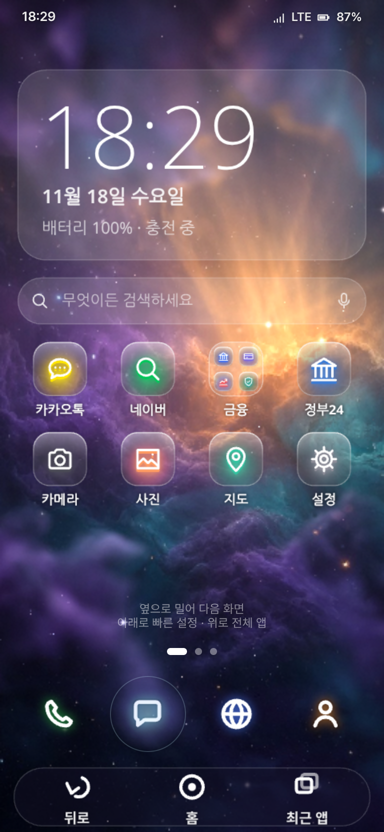 18:29 LTE 87%
18:29
11월 18일 수요일
배터리 100% · 충전 중
무엇이든 검색하세요
카카오톡 네이버 금융 정부24
카메라 사진 지도 설정
옆으로 밀어 다음 화면
아래로 빠른 설정 · 위로 전체 앱
뒤로 홈 최근 앱